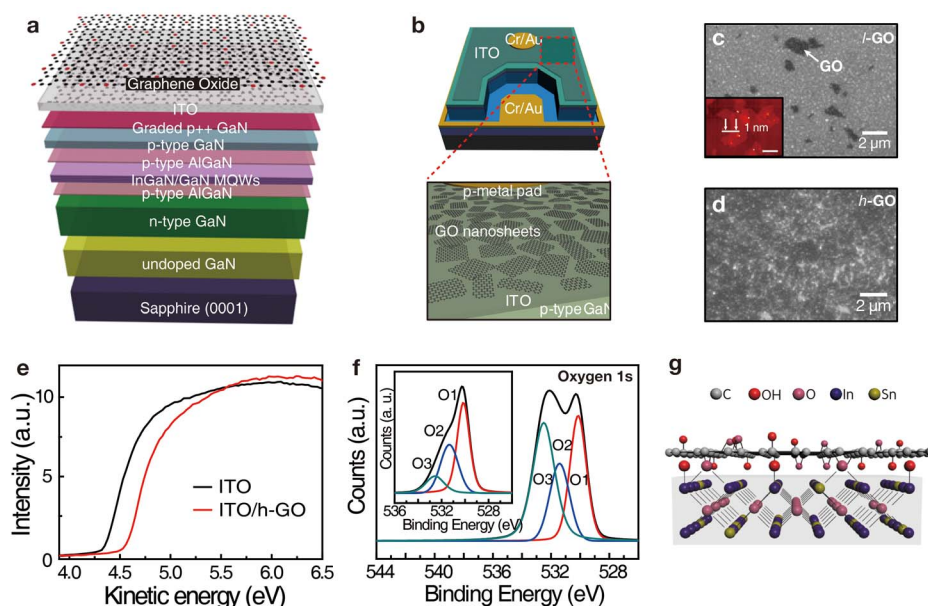 a
Graphene Oxide
ITO
Graded p++ GaN
p-type GaN
p-type AlGaN
InGaN/GaN MQWs
p-type AlGaN
n-type GaN
undoped GaN
Sapphire (0001)
b
Cr/Au
ITO
Cr/Au
p-metal pad
GO nanosheets
ITO
p-type GaN
c
l-GO
GO
1 nm
2 µm
d
h-GO
2 µm
e
Intensity (a.u.)
10
5
0
ITO
ITO/h-GO
4.0 4.5 5.0 5.5 6.0 6.5
Kinetic energy (eV)
f
Oxygen 1s
Counts (a.u.)
Counts (a. u.)
O1
O2
O3
536 532 528
Binding Energy (eV)
O2
O3
O1
544 540 536 532 528
Binding Energy (eV)
g
C OH O In Sn